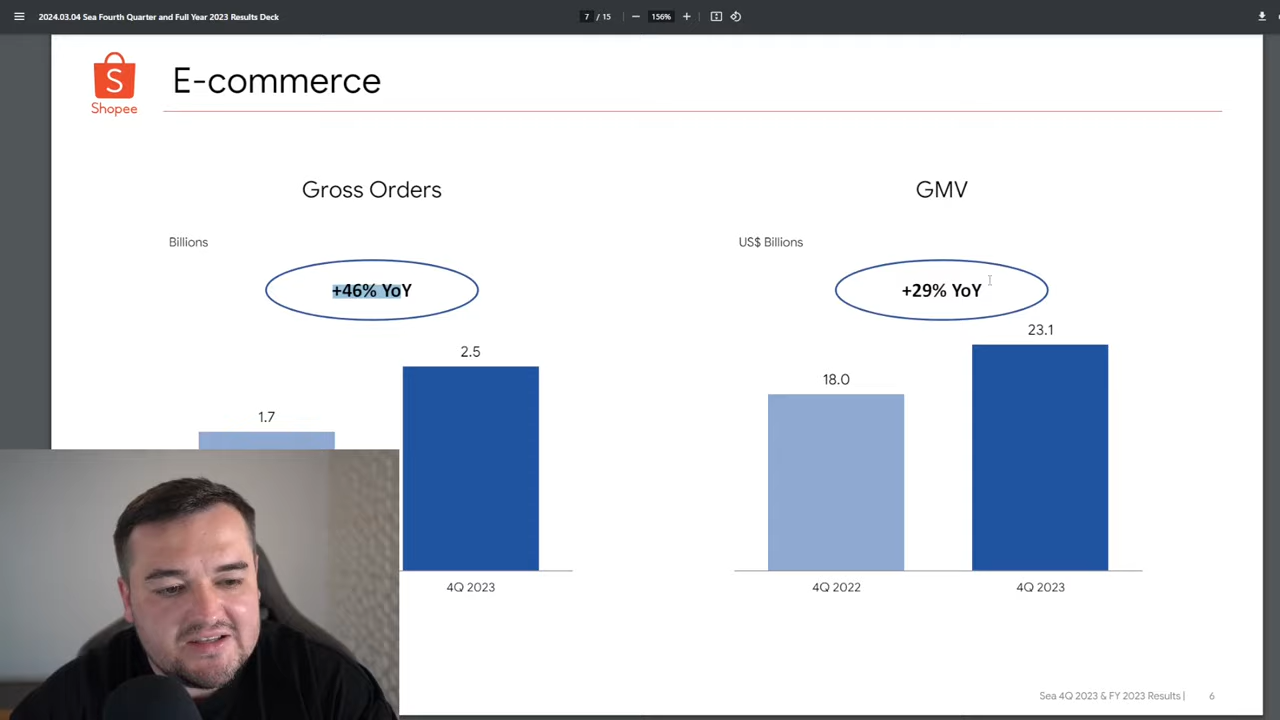 2024.03.04 Sea Fourth Quarter and Full Year 2023 Results Deck
7 / 15
156%
S
Shopee
E-commerce
Gross Orders
Billions
+46% YoY
1.7
2.5
4Q 2023
GMV
US$ Billions
+29% YoY
18.0
23.1
4Q 2022
4Q 2023
Sea 4Q 2023 & FY 2023 Results |
6